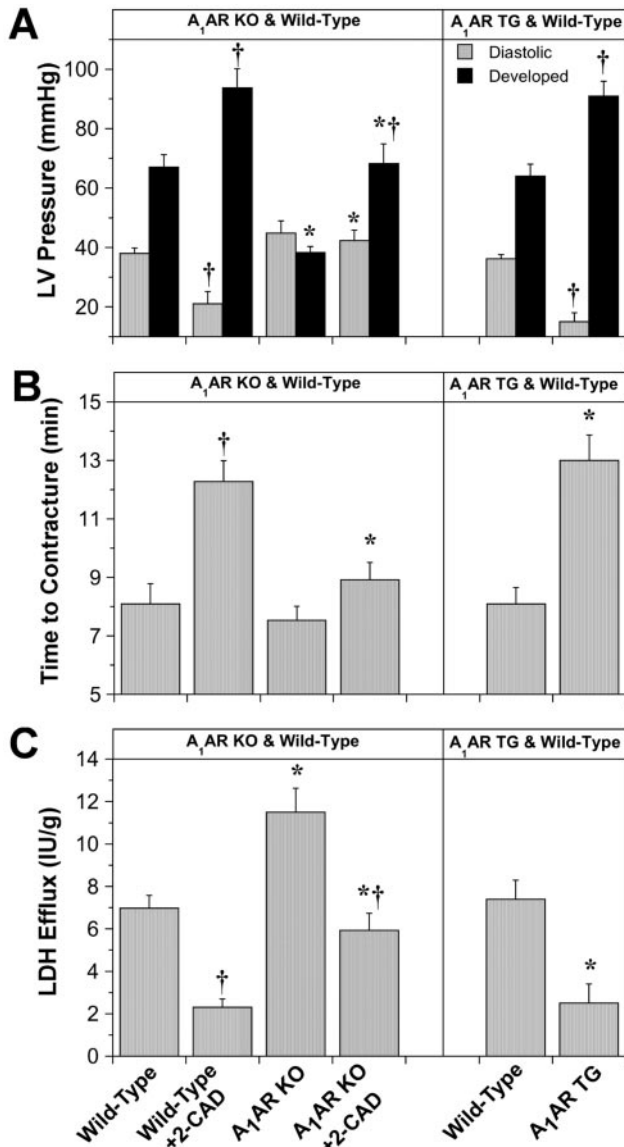 A
A₁AR KO & Wild-Type
A₁AR TG & Wild-Type
Diastolic
Developed
LV Pressure (mmHg)
100
80
60
40
20
†
†
*
*
*†
†
†
B
A₁AR KO & Wild-Type
A₁AR TG & Wild-Type
Time to Contracture (min)
15
13
11
9
7
5
†
*
*
C
A₁AR KO & Wild-Type
A₁AR TG & Wild-Type
LDH Efflux (IU/g)
14
12
10
8
6
4
2
0
†
*
*†
*
Wild-Type
Wild-Type
+2-CAD
A₁AR KO
A₁AR KO
+2-CAD
Wild-Type
A₁AR TG